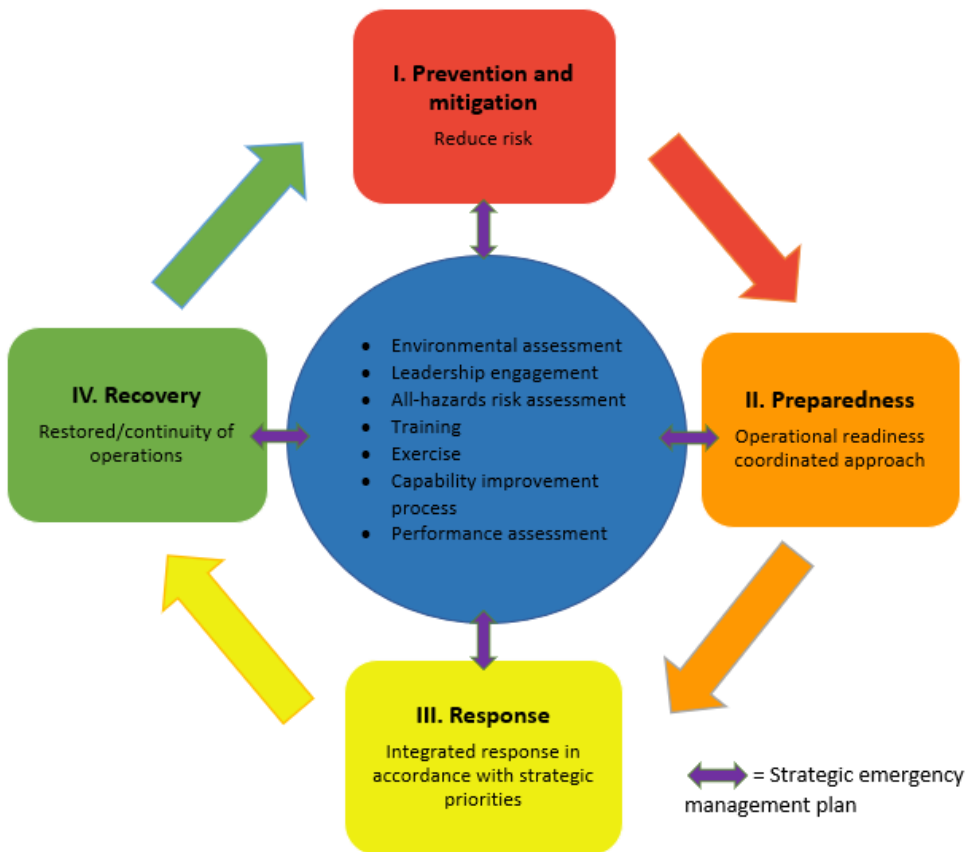 I. Prevention and
mitigation
Reduce risk
IV. Recovery
Restored/continuity of
operations
• Environmental assessment
• Leadership engagement
• All-hazards risk assessment
• Training
• Exercise
• Capability improvement
process
• Performance assessment
II. Preparedness
Operational readiness
coordinated approach
III. Response
Integrated response in
accordance with strategic
priorities
= Strategic emergency
management plan